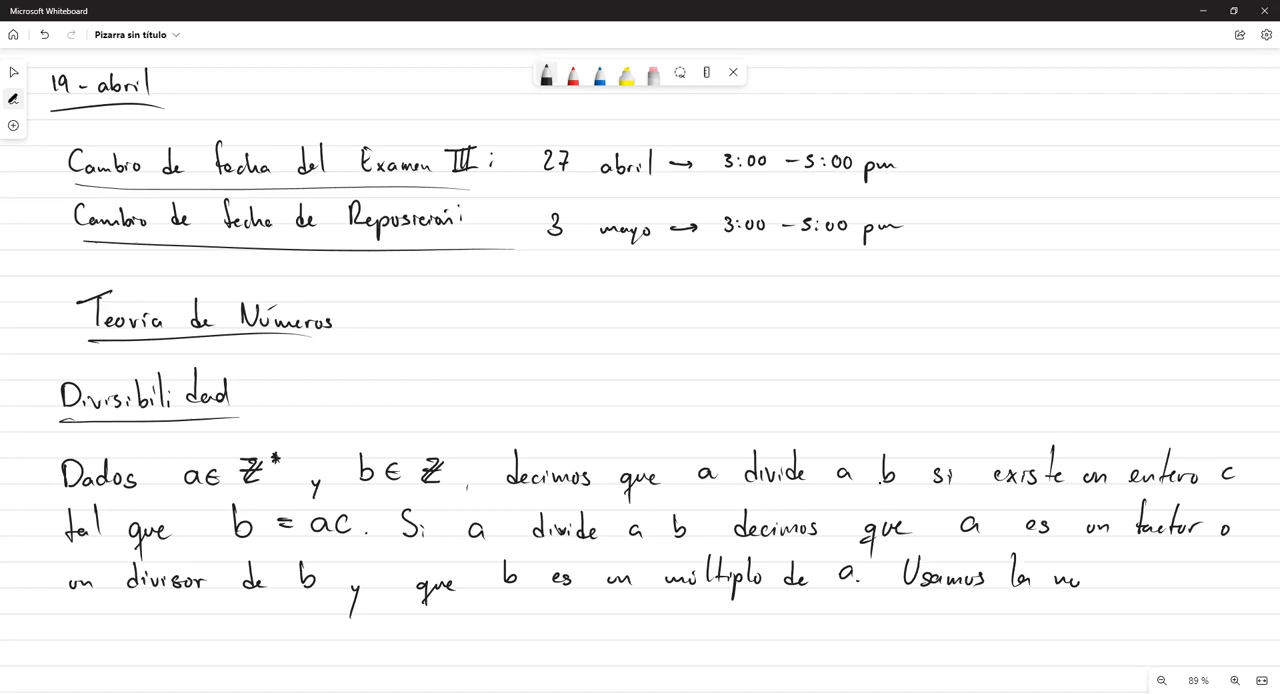 Microsoft Whiteboard
Pizarra sin título
19 - abril
Cambio de fecha del Examen III: 27 abril → 3:00 - 5:00 pm
Cambio de fecha de Reposición: 3 mayo → 3:00 - 5:00 pm
Teoría de Números
Divisibilidad
Dados a ∈ ℤ* y b ∈ ℤ, decimos que a divide a b si existe un entero c
tal que b = ac. Si a divide a b decimos que a es un factor o
un divisor de b y que b es un múltiplo de a. Usamos la no
89 %